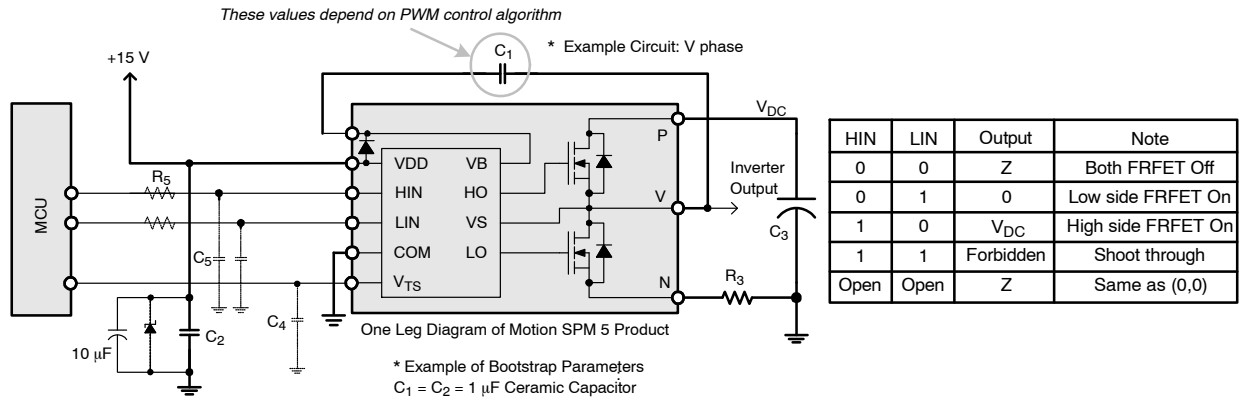 These values depend on PWM control algorithm
C1
* Example Circuit: V phase
+15 V
MCU
R5
C5
C4
10 μF
C2
VDD VB
HIN HO
LIN VS
COM LO
VTS
P
V
N
VDC
Inverter
Output
C3
R3
One Leg Diagram of Motion SPM 5 Product
* Example of Bootstrap Parameters
C1 = C2 = 1 μF Ceramic Capacitor
HIN LIN Output Note
0 0 Z Both FRFET Off
0 1 0 Low side FRFET On
1 0 VDC High side FRFET On
1 1 Forbidden Shoot through
Open Open Z Same as (0,0)